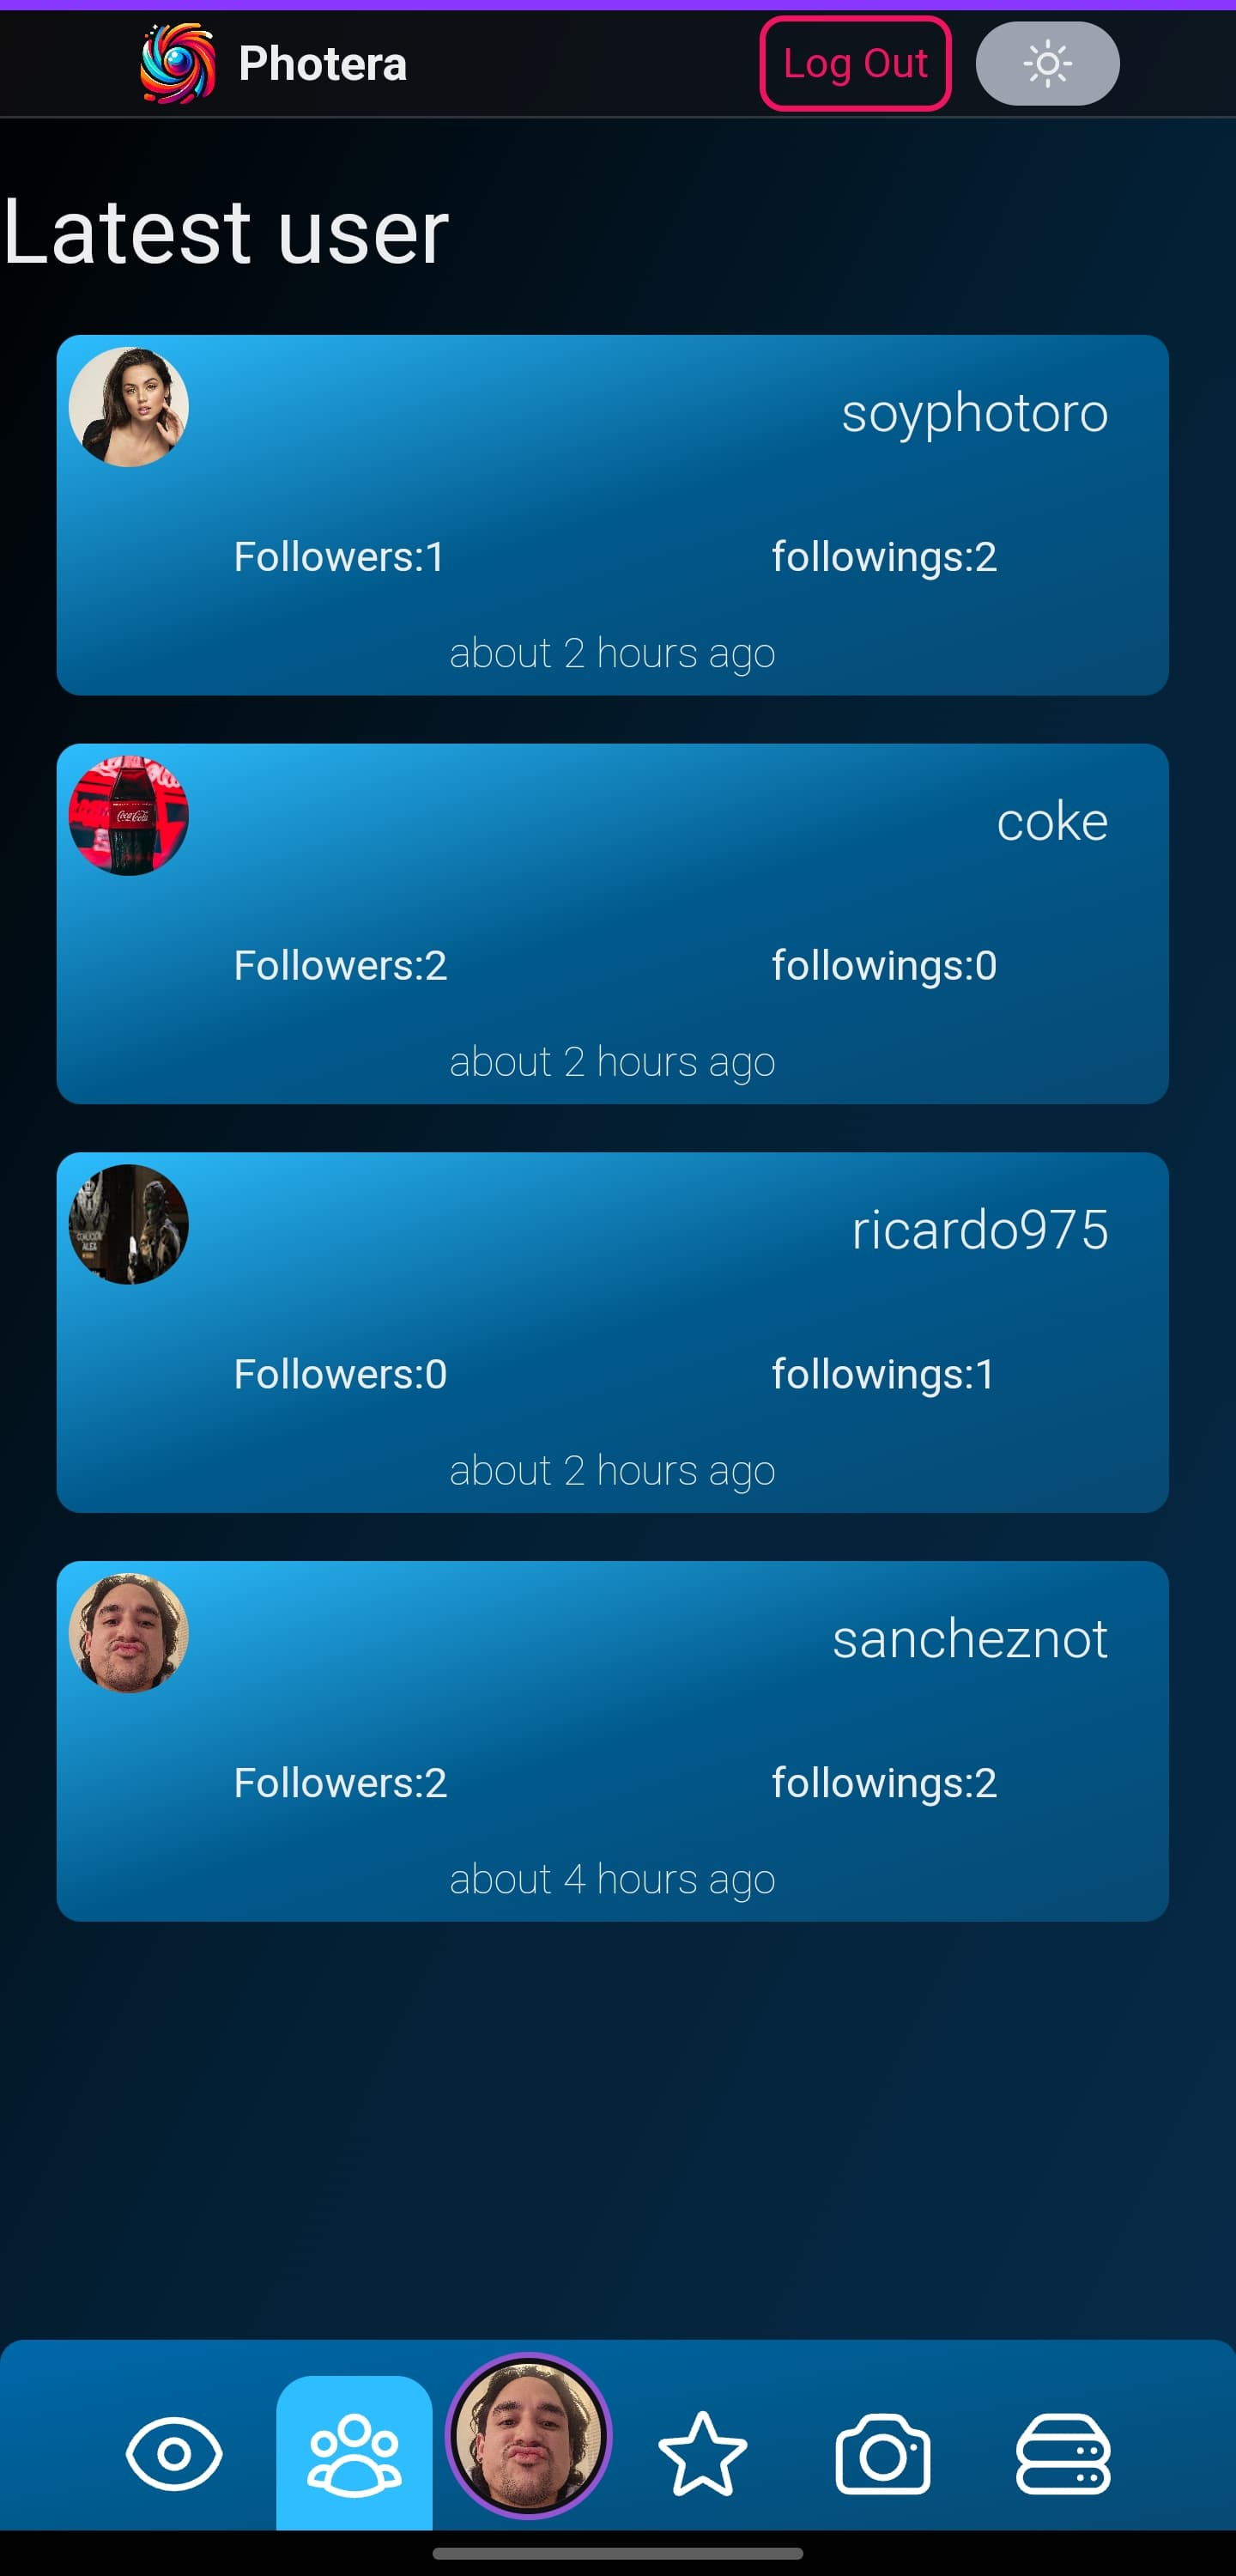 Photera
Log Out
Latest user
soyphotoro
Followers:1 followings:2
about 2 hours ago
Coca-Cola
coke
Followers:2 followings:0
about 2 hours ago
ricardo975
Followers:0 followings:1
about 2 hours ago
sancheznot
Followers:2 followings:2
about 4 hours ago